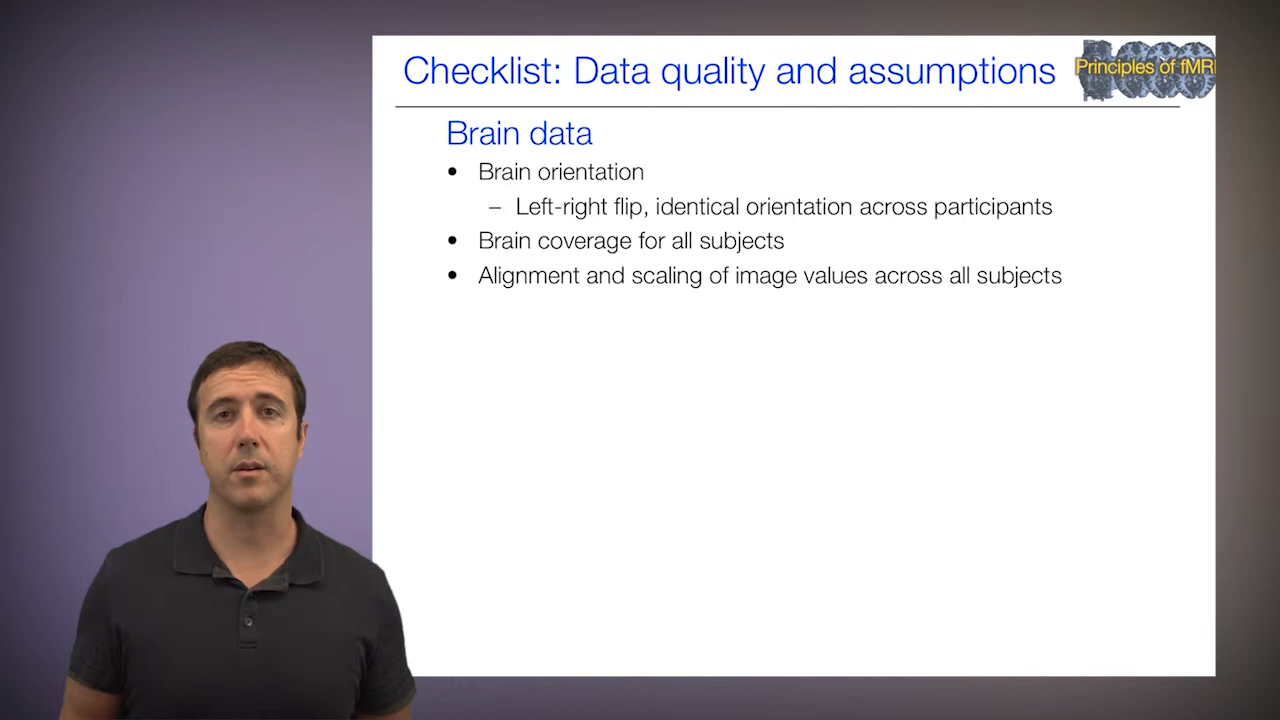 Checklist: Data quality and assumptions
Principles of fMRI
Brain data
• Brain orientation
– Left-right flip, identical orientation across participants
• Brain coverage for all subjects
• Alignment and scaling of image values across all subjects